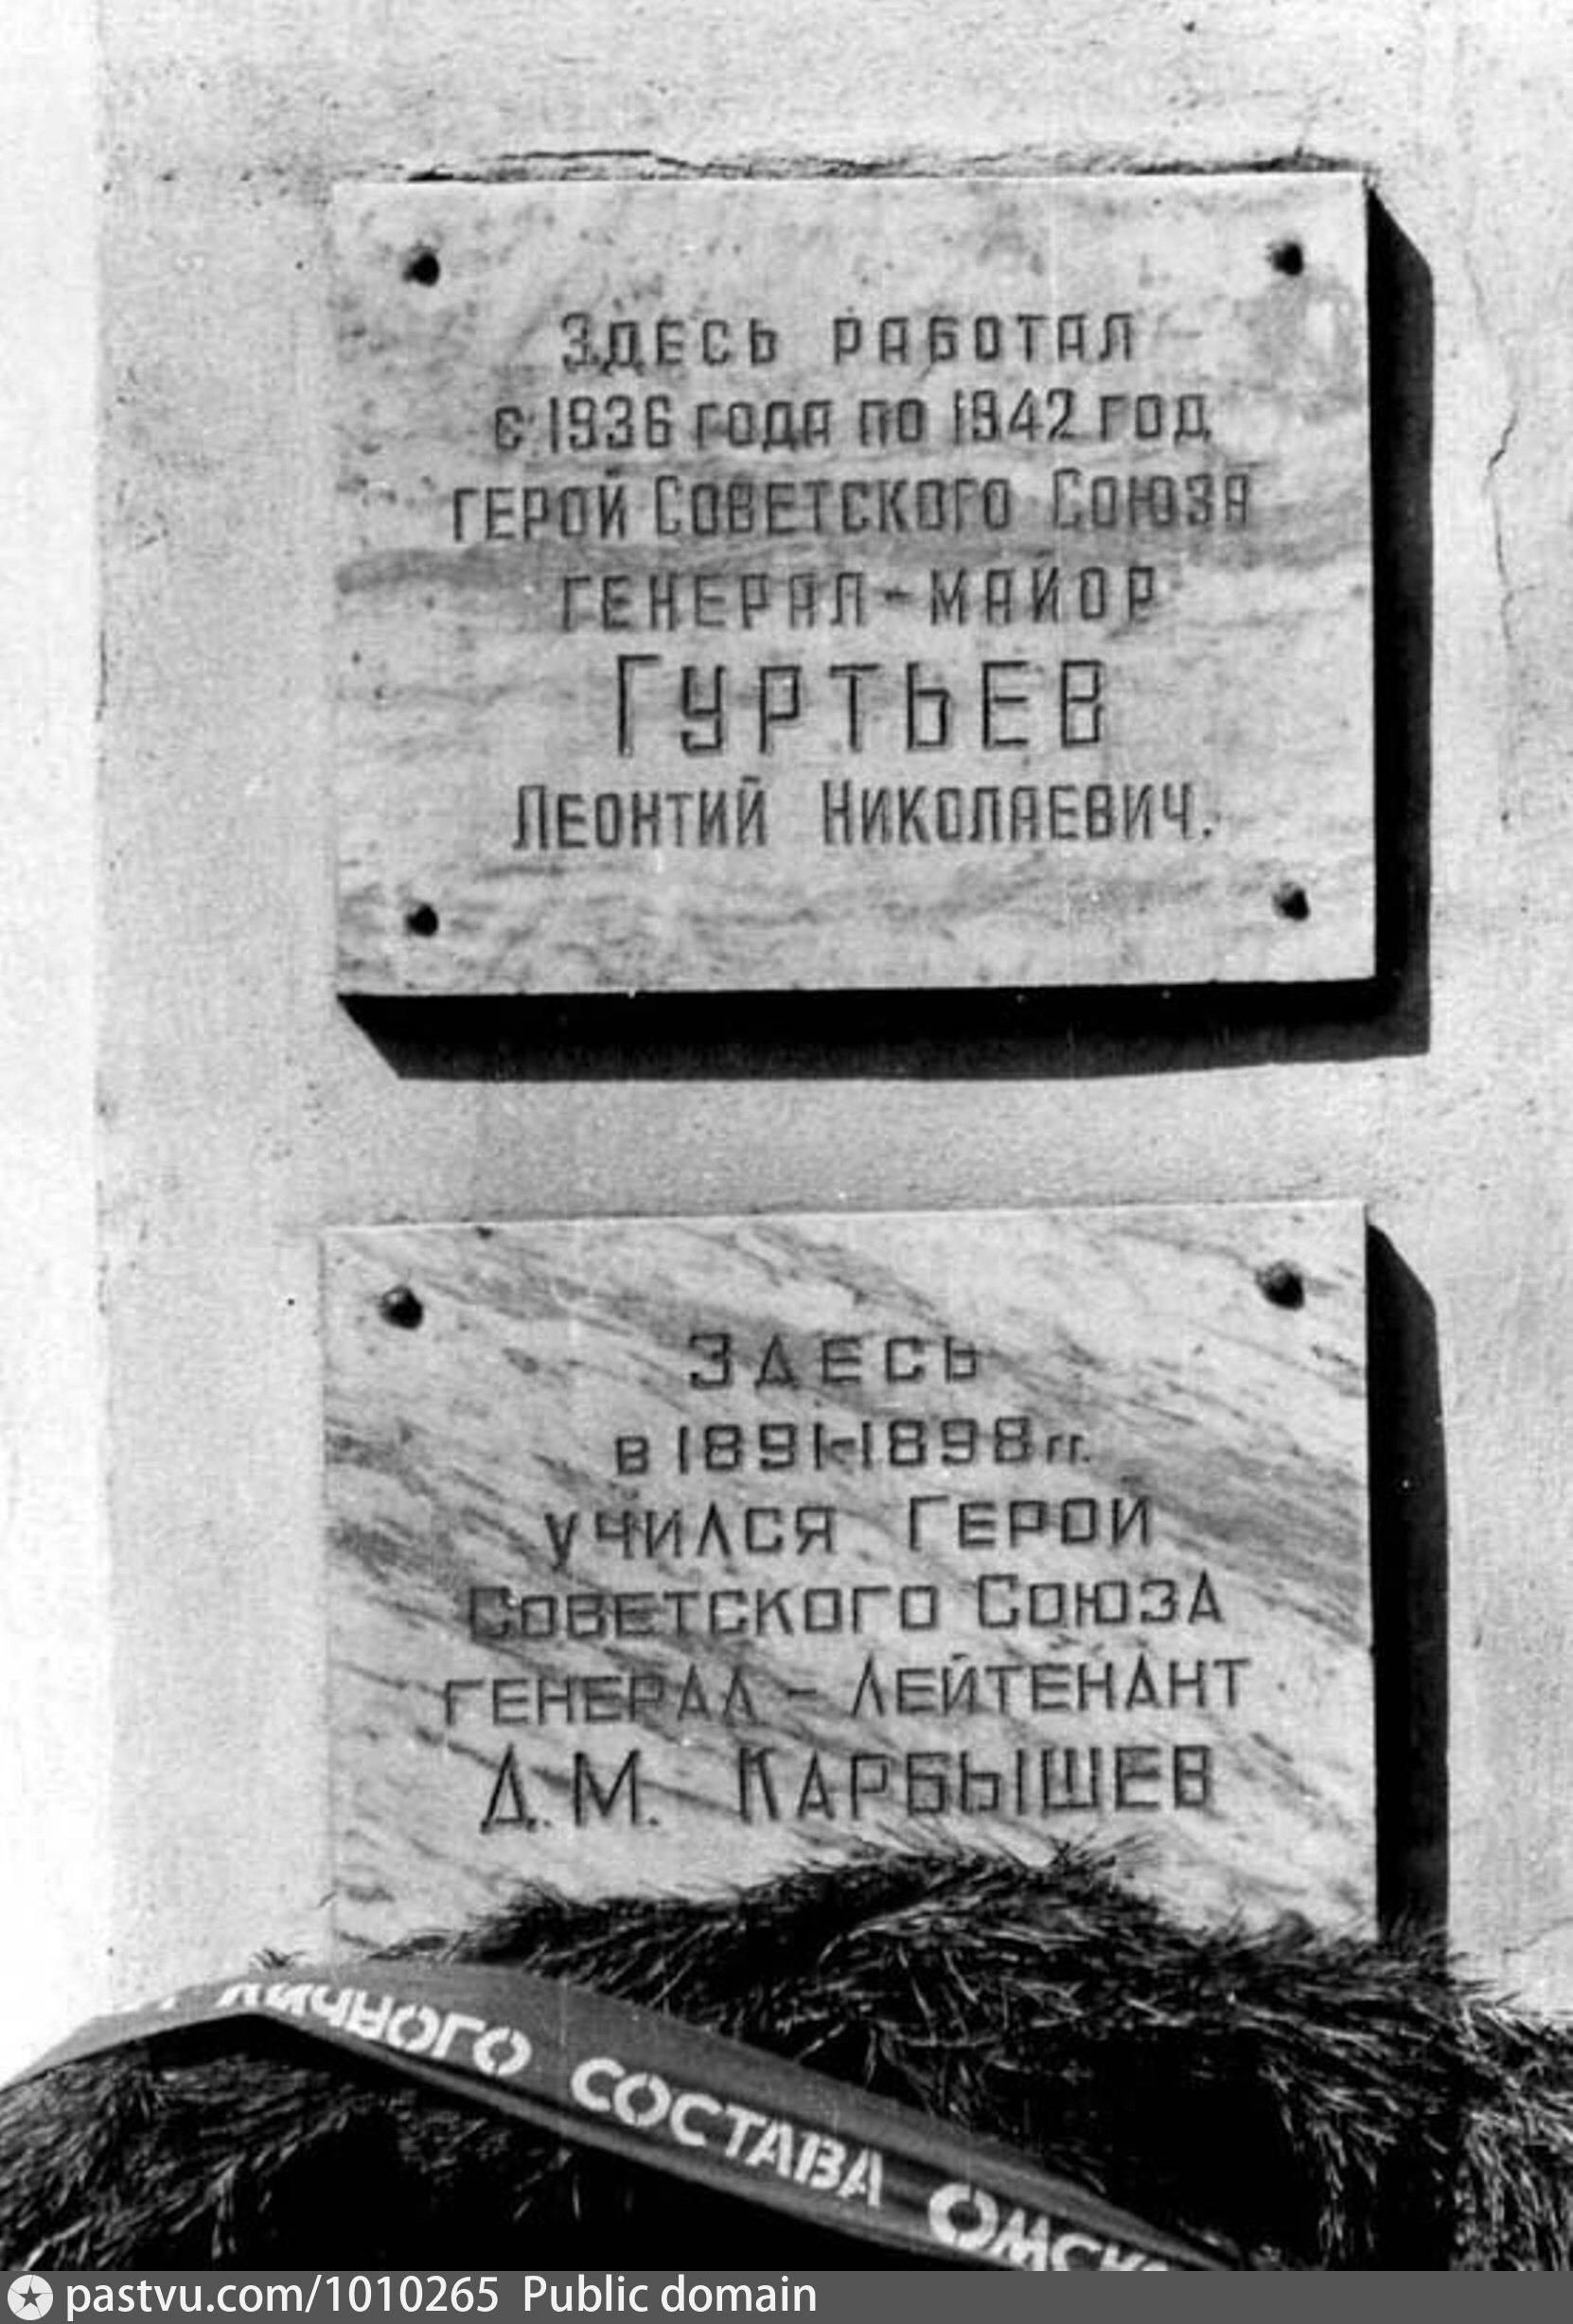 Здесь работал
с 1936 года по 1942 год
герой Советского Союза
генерал-майор
Гуртьев
Леонтий Николаевич.
Здесь
в 1891-1898 гг.
учился Герой
Советского Союза
генерал-лейтенант
Д.М. Карбышев
личного состава Омск
pastvu.com/1010265 Public domain